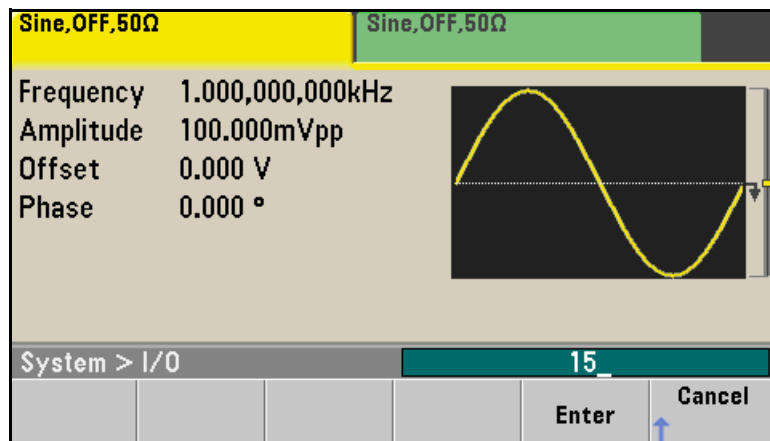 Sine,OFF,50Ω
Sine,OFF,50Ω
Frequency 1.000,000,000kHz
Amplitude 100.000mVpp
Offset 0.000 V
Phase 0.000 °
System > I/O 15_
Enter Cancel